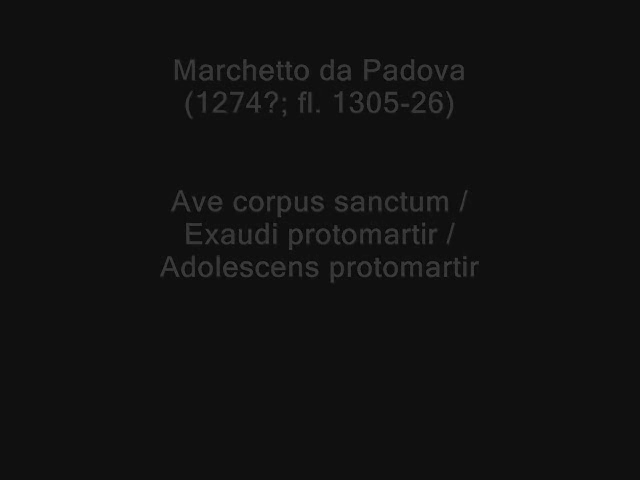 Marchetto da Padova
(1274?; fl. 1305-26)
Ave corpus sanctum /
Exaudi protomartir /
Adolescens protomartir